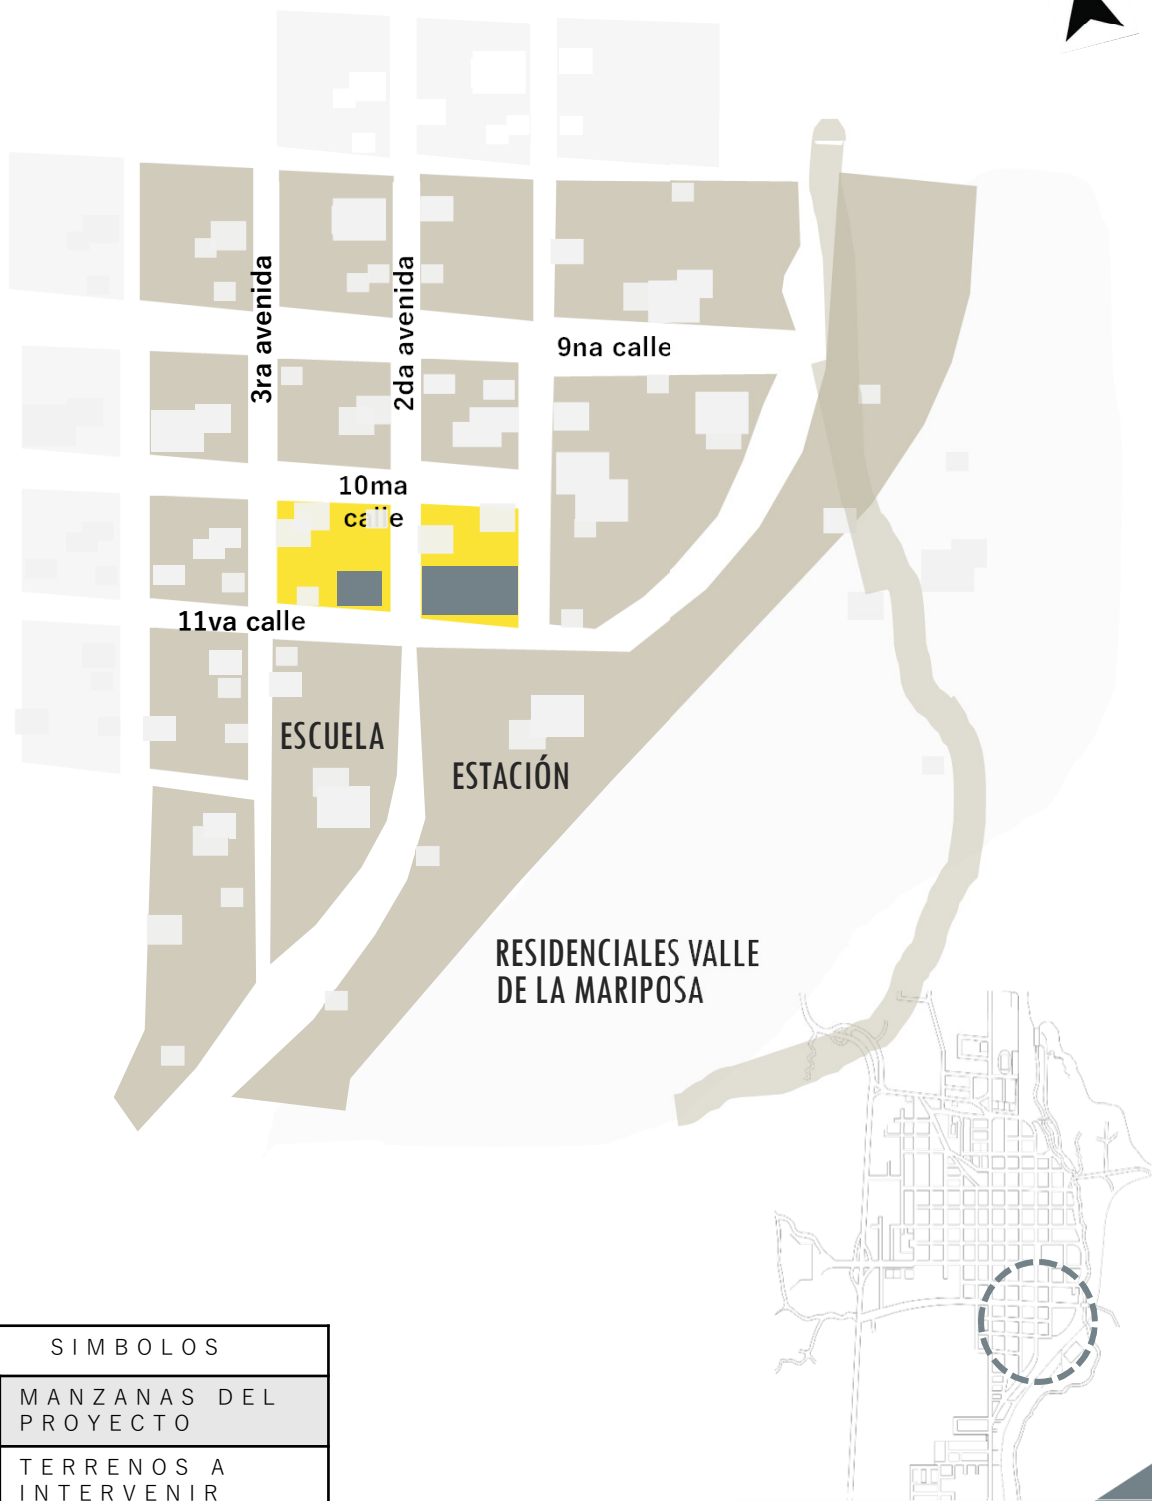 3ra avenida
2da avenida
9na calle
10ma
calle
11va calle
ESCUELA
ESTACIÓN
RESIDENCIALES VALLE
DE LA MARIPOSA
SIMBOLOS
MANZANAS DEL
PROYECTO
TERRENOS A
INTERVENIR